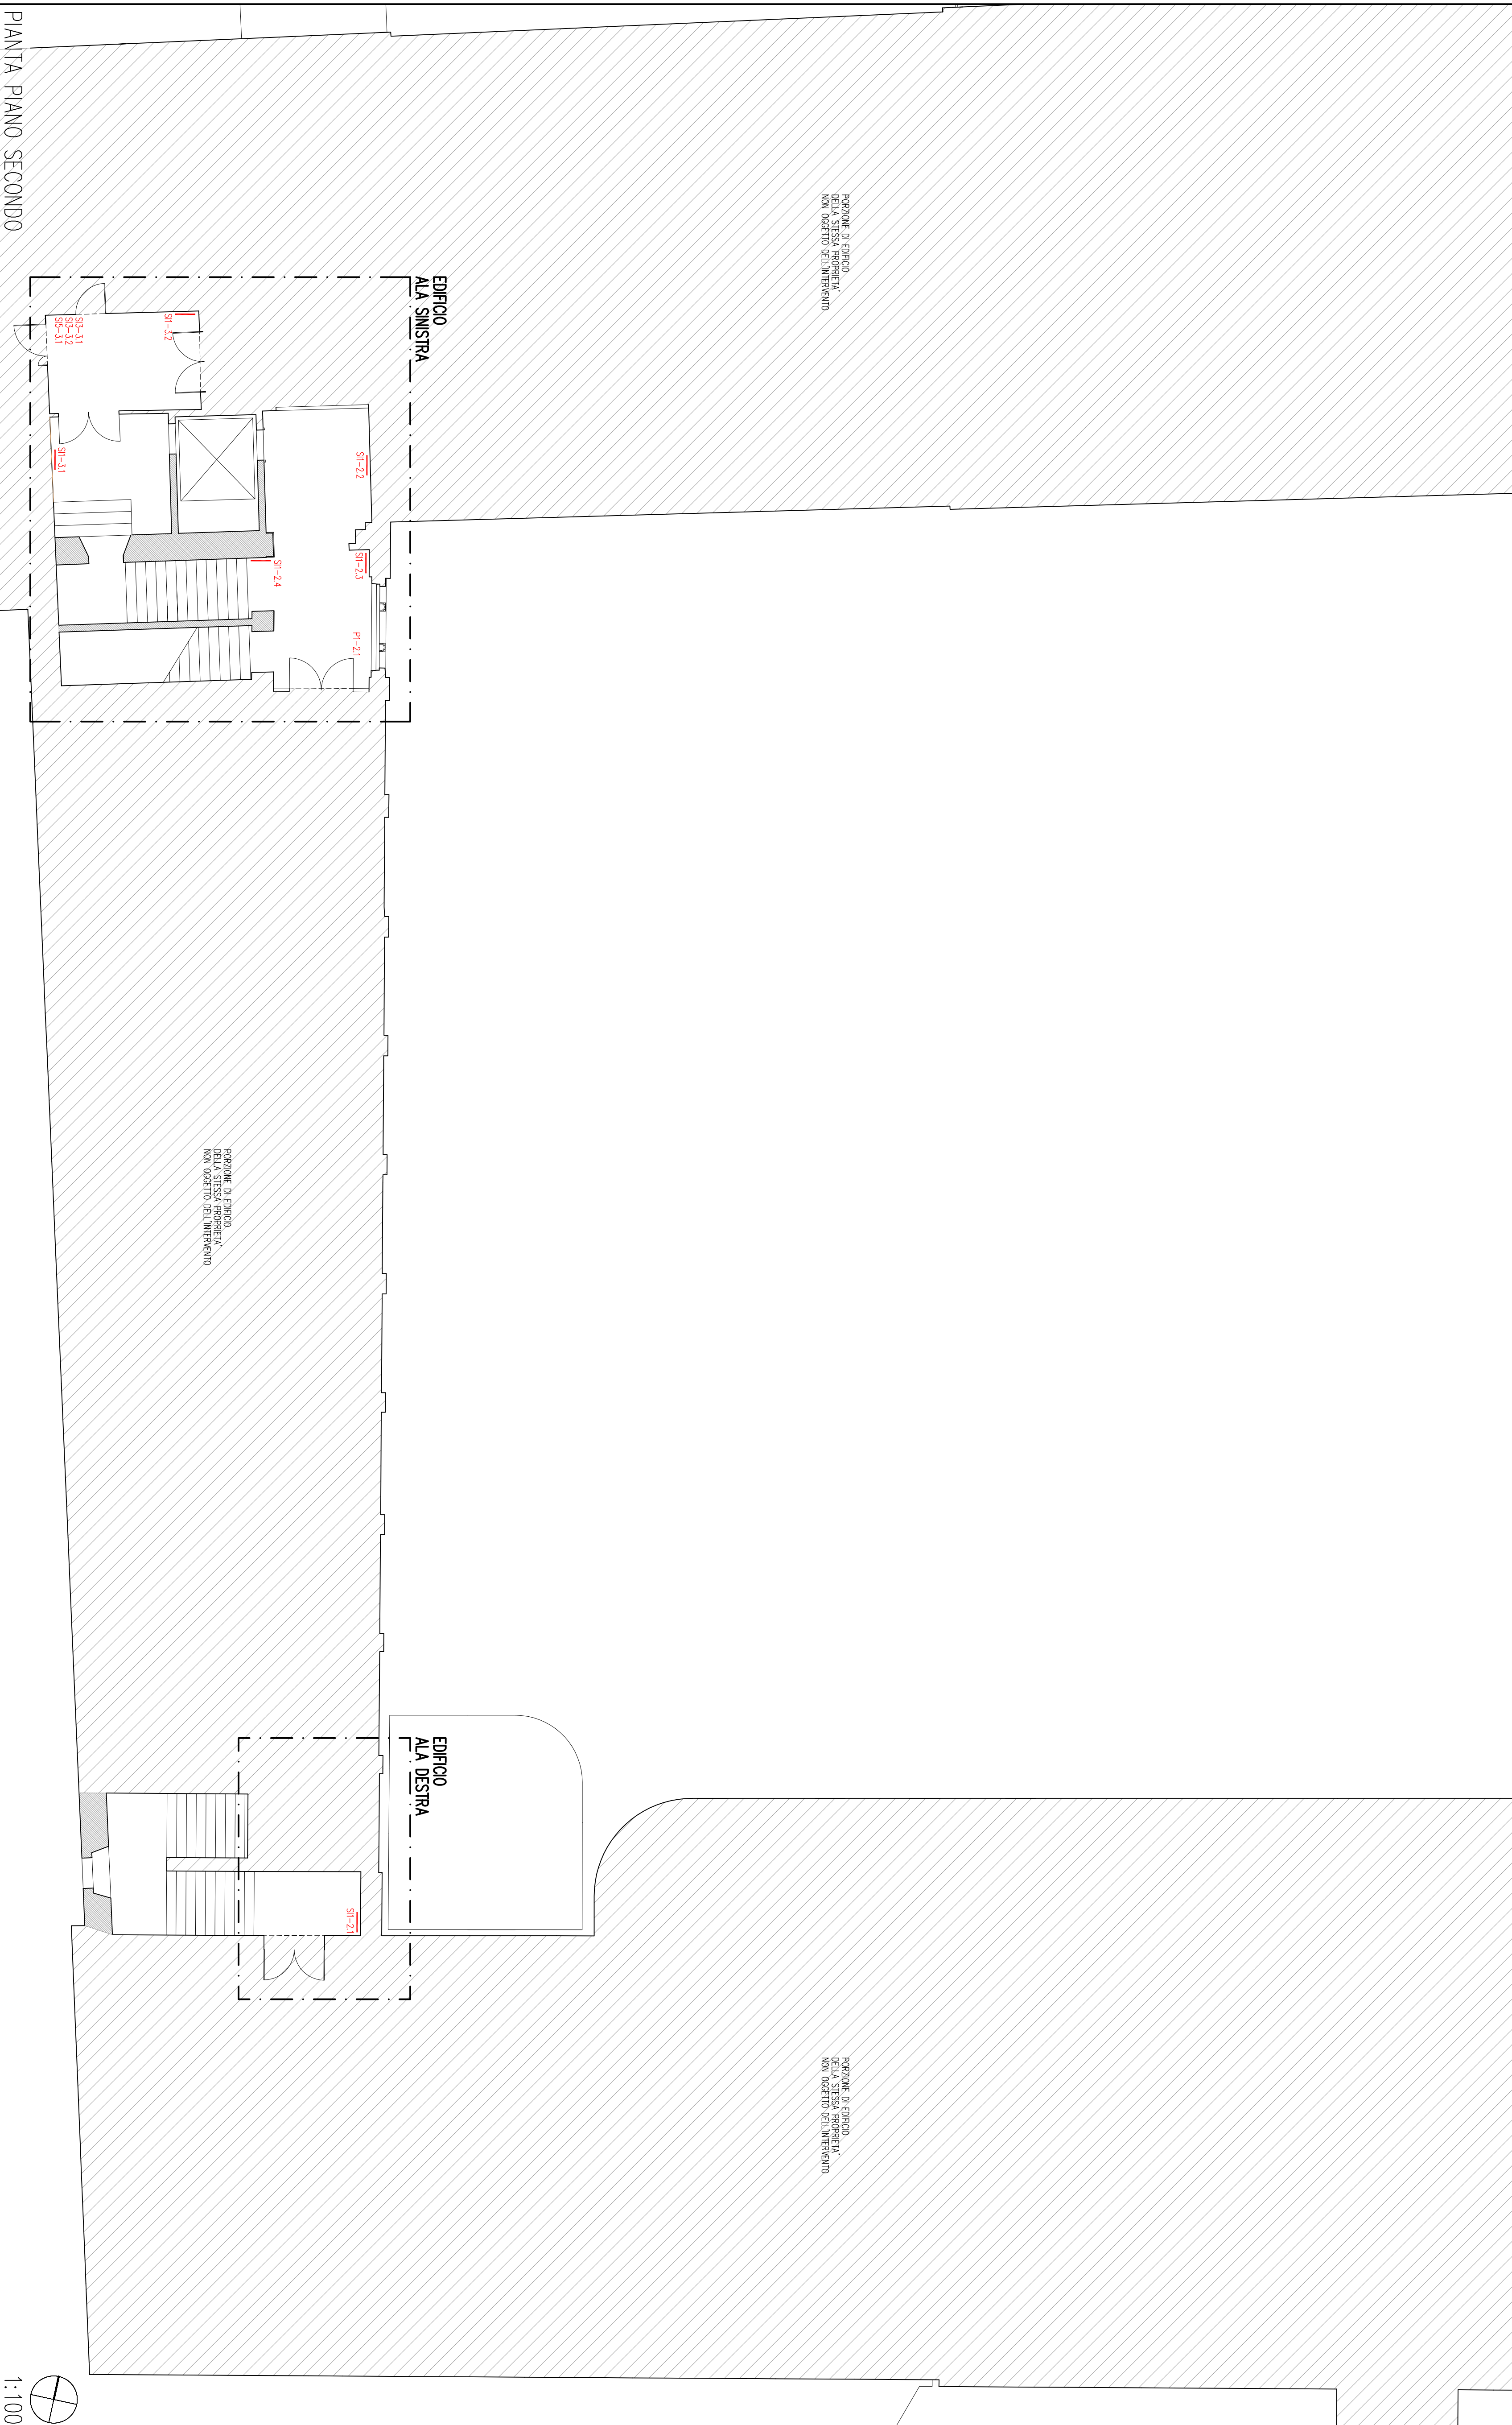 PORZIONE DI EDIFICIO
DELLA STESSA PROPRIETA'
NON OGGETTO DELL'INTERVENTO
PORZIONE DI EDIFICIO
DELLA STESSA PROPRIETA'
NON OGGETTO DELL'INTERVENTO
EDIFICIO
ALA SINISTRA
SI1-2.2
SI1-2.3
P1-2.1
SI1-2.4
SI1-3.2
SI3-3.1
SI3-3.2
SI5-3.1
SI1-3.1
PORZIONE DI EDIFICIO
DELLA STESSA PROPRIETA'
NON OGGETTO DELL'INTERVENTO
EDIFICIO
ALA DESTRA
SI1-2.1
PIANTA PIANO SECONDO
1:100